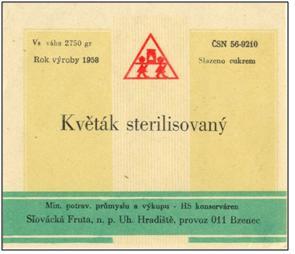 Vs váha 2750 gr
ČSN 56-9210
Rok výroby 1958
Slazeno cukrem
Květák sterilisovaný
Min. potrav. průmyslu a výkupu - HS konserváren
Slovácká Fruta, n. p. Uh. Hradiště, provoz 011 Bzenec